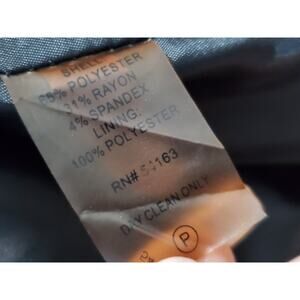 SHELL:
65% POLYESTER
31% RAYON
4% SPANDEX
LINING:
100% POLYESTER
RN#
DRY CLEAN ONLY
P